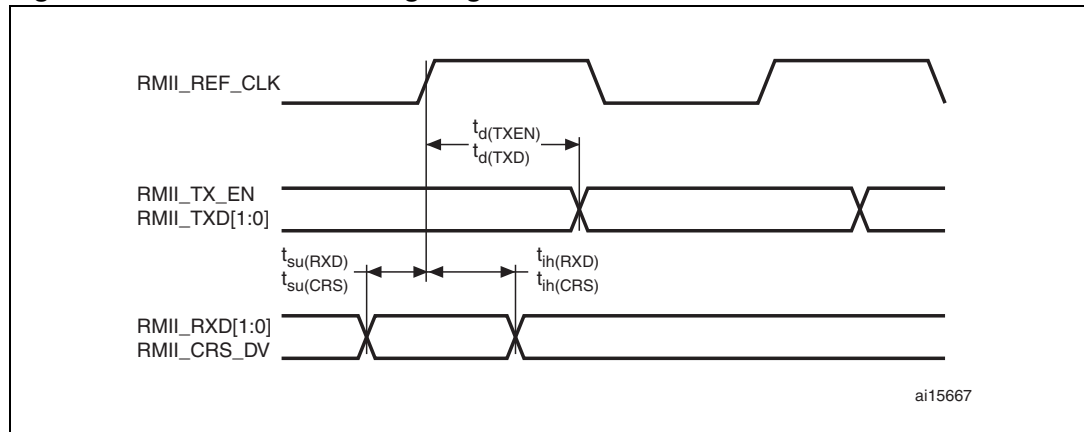 RMII_REF_CLK
td(TXEN)
td(TXD)
RMII_TX_EN
RMII_TXD[1:0]
tsu(RXD)
tsu(CRS)
tih(RXD)
tih(CRS)
RMII_RXD[1:0]
RMII_CRS_DV
ai15667